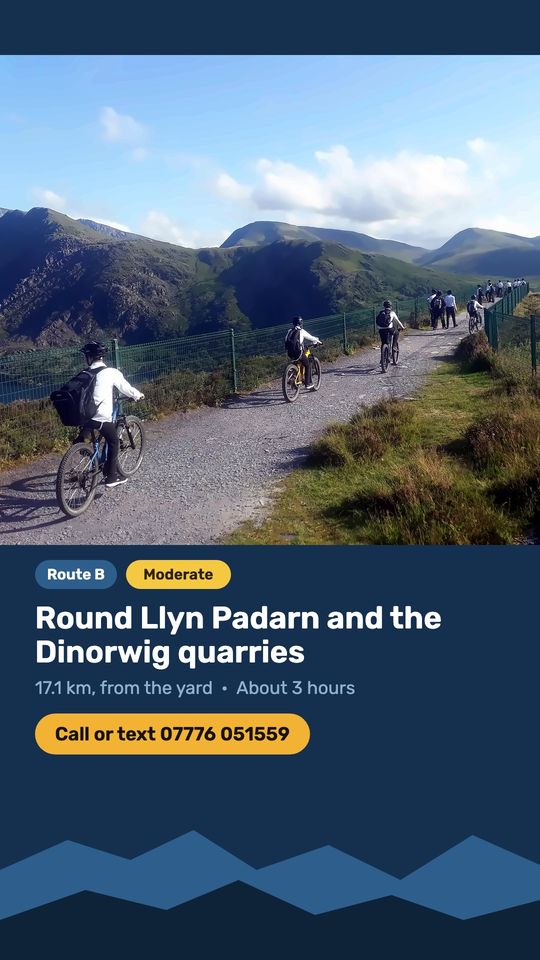 Route B
Moderate
Round Llyn Padarn and the
Dinorwig quarries
17.1 km, from the yard • About 3 hours
Call or text 07776 051559